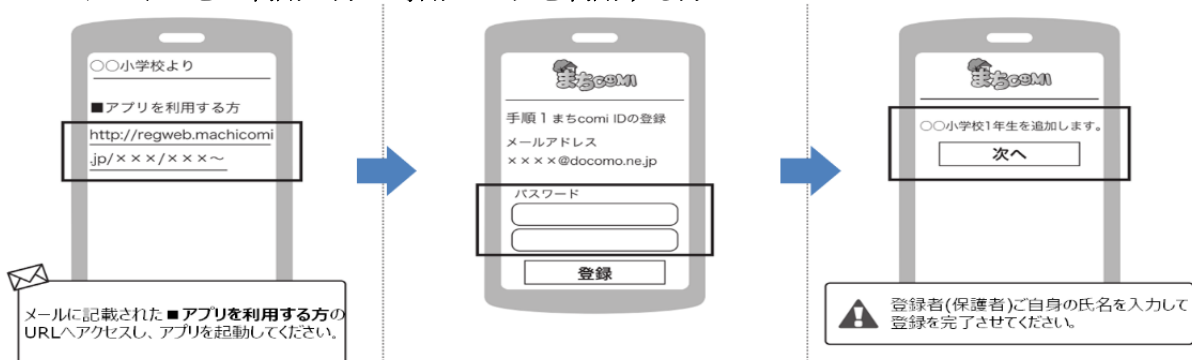 ○○小学校より
■アプリを利用する方
http://regweb.machicomi
.jp/×××/×××～
メールに記載された■アプリを利用する方の
URLへアクセスし、アプリを起動してください。
まちcomi
手順1 まちcomi IDの登録
メールアドレス
××××@docomo.ne.jp
パスワード
登録
まちcomi
○○小学校1年生を追加します。
次へ
登録者(保護者)ご自身の氏名を入力して
登録を完了させてください。